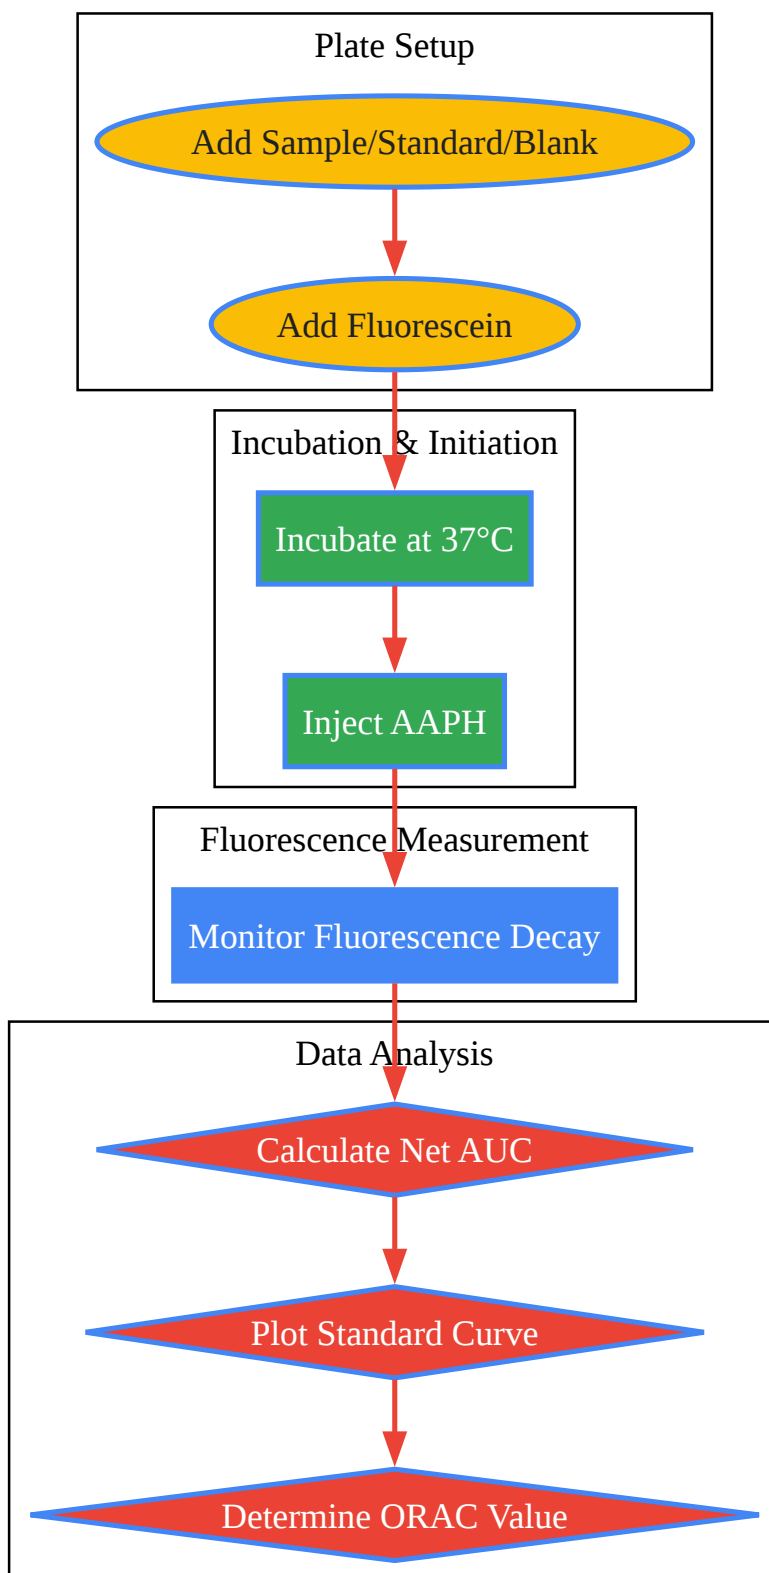 Plate Setup
Add Sample/Standard/Blank
Add Fluorescein
Incubation & Initiation
Incubate at 37°C
Inject AAPH
Fluorescence Measurement
Monitor Fluorescence Decay
Data Analysis
Calculate Net AUC
Plot Standard Curve
Determine ORAC Value